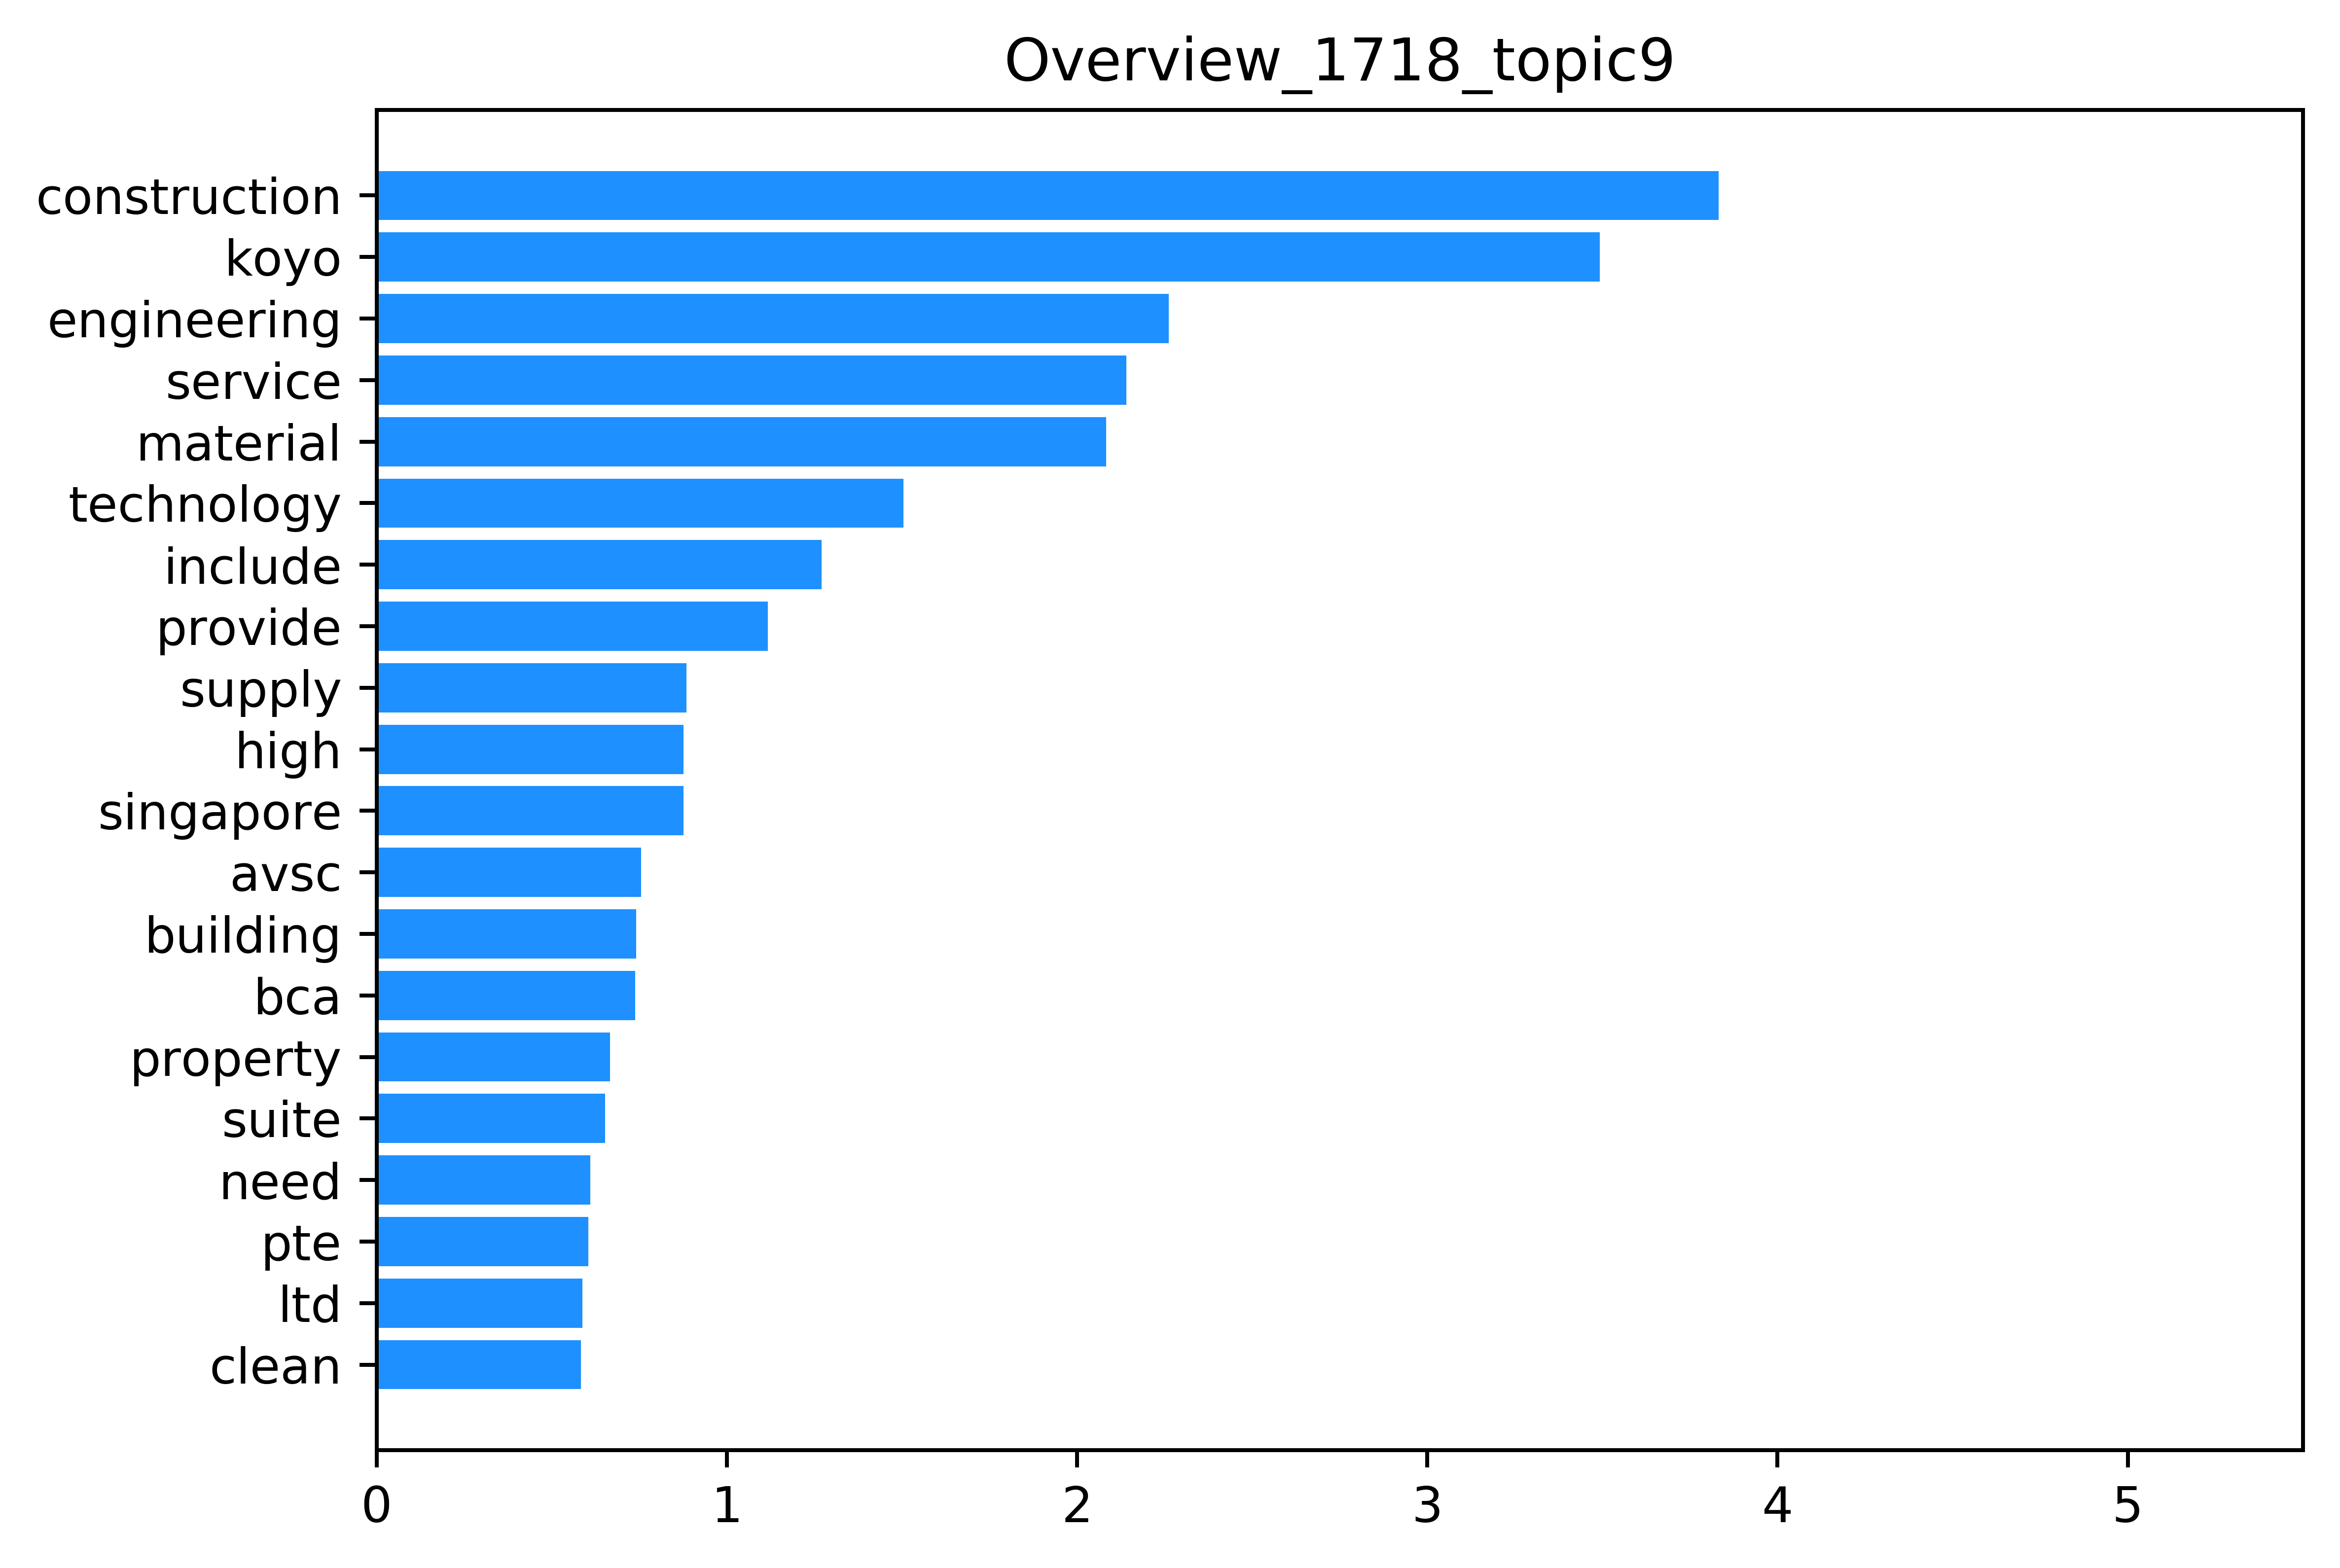 Overview_1718_topic9
construction
koyo
engineering
service
material
technology
include
provide
supply
high
singapore
avsc
building
bca
property
suite
need
pte
ltd
clean
0 1 2 3 4 5